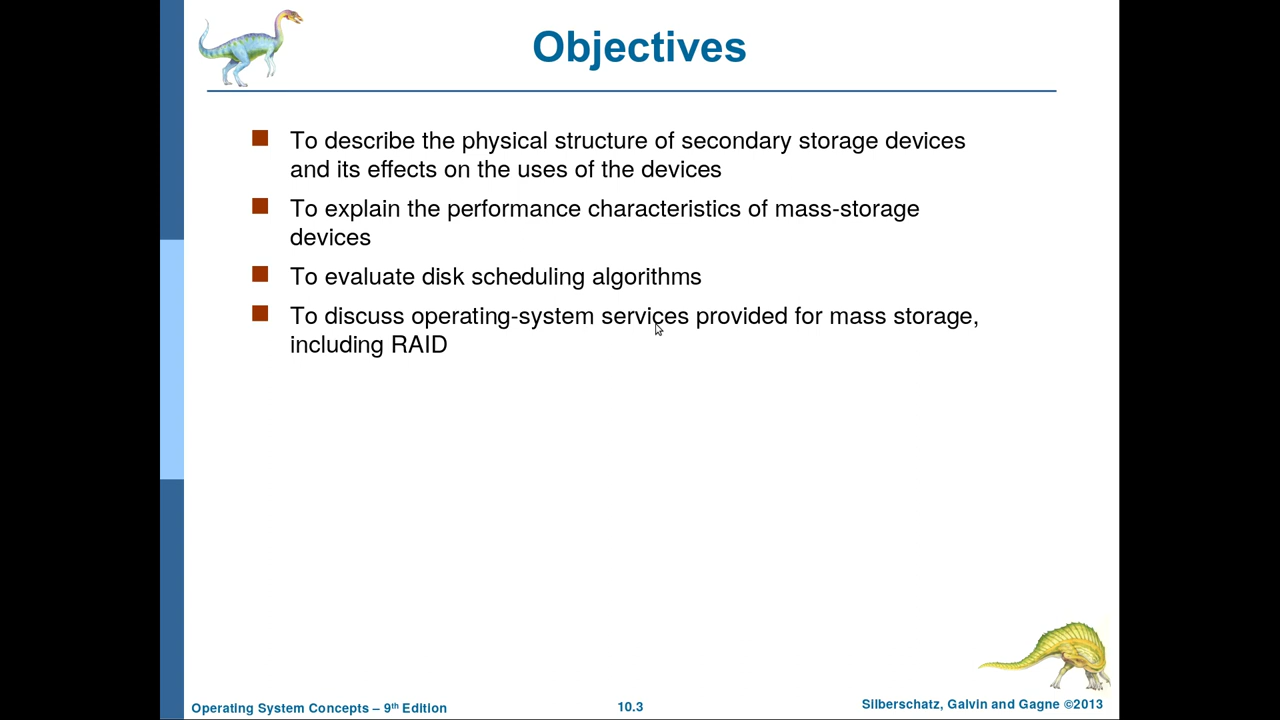 Objectives
To describe the physical structure of secondary storage devices
and its effects on the uses of the devices
To explain the performance characteristics of mass-storage
devices
To evaluate disk scheduling algorithms
To discuss operating-system services provided for mass storage,
including RAID
Operating System Concepts – 9th Edition
10.3
Silberschatz, Galvin and Gagne ©2013